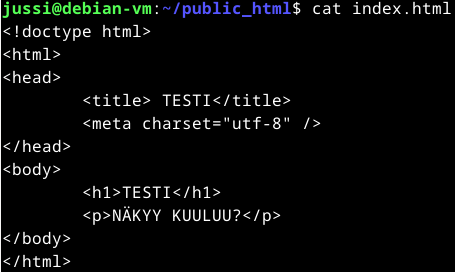 jussi@debian-vm:~/public_html$ cat index.html
<!doctype html>
<html>
<head>
        <title> TESTI</title>
        <meta charset="utf-8" />
</head>
<body>
        <h1>TESTI</h1>
        <p>NÄKYY KUULUU?</p>
</body>
</html>